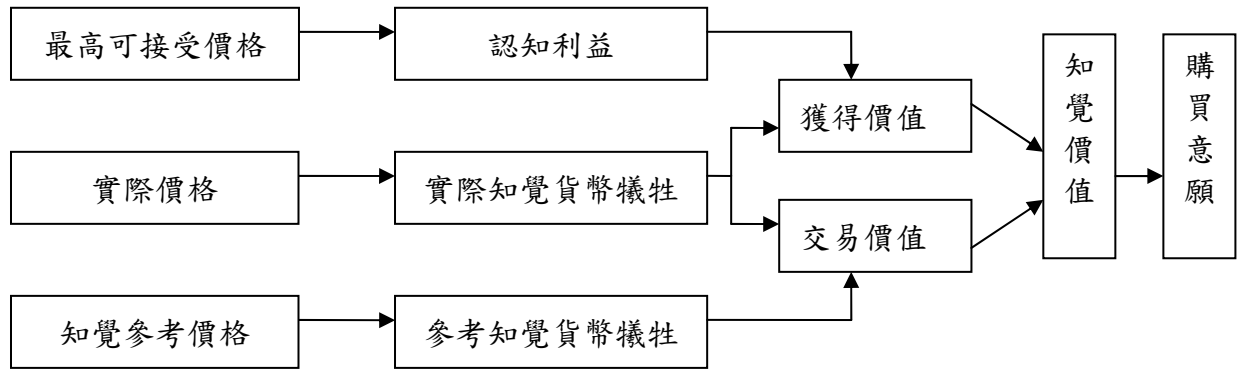 最高可接受價格
認知利益
獲得價值
實際價格
實際知覺貨幣犧牲
交易價值
知覺參考價格
參考知覺貨幣犧牲
知覺價值
購買意願